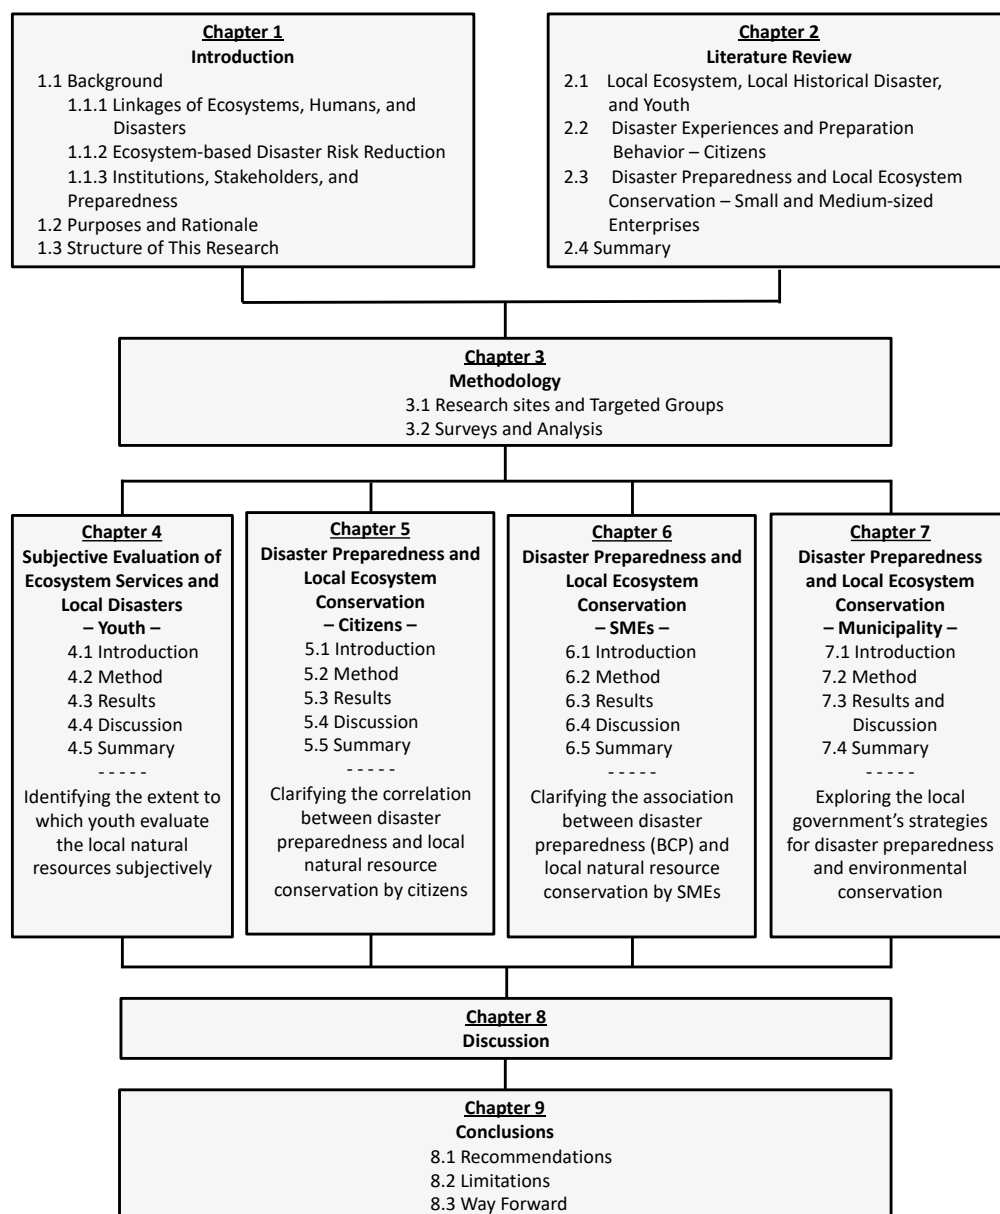 Chapter 1
Introduction
1.1 Background
1.1.1 Linkages of Ecosystems, Humans, and
Disasters
1.1.2 Ecosystem-based Disaster Risk Reduction
1.1.3 Institutions, Stakeholders, and
Preparedness
1.2 Purposes and Rationale
1.3 Structure of This Research
Chapter 2
Literature Review
2.1 Local Ecosystem, Local Historical Disaster,
and Youth
2.2 Disaster Experiences and Preparation
Behavior – Citizens
2.3 Disaster Preparedness and Local Ecosystem
Conservation – Small and Medium-sized
Enterprises
2.4 Summary
Chapter 3
Methodology
3.1 Research sites and Targeted Groups
3.2 Surveys and Analysis
Chapter 4
Subjective Evaluation of
Ecosystem Services and
Local Disasters
– Youth –
4.1 Introduction
4.2 Method
4.3 Results
4.4 Discussion
4.5 Summary
- - - - -
Identifying the extent to
which youth evaluate
the local natural
resources subjectively
Chapter 5
Disaster Preparedness and
Local Ecosystem
Conservation
– Citizens –
5.1 Introduction
5.2 Method
5.3 Results
5.4 Discussion
5.5 Summary
- - - - -
Clarifying the correlation
between disaster
preparedness and local
natural resource
conservation by citizens
Chapter 6
Disaster Preparedness and
Local Ecosystem
Conservation
– SMEs –
6.1 Introduction
6.2 Method
6.3 Results
6.4 Discussion
6.5 Summary
- - - - -
Clarifying the association
between disaster
preparedness (BCP) and
local natural resource
conservation by SMEs
Chapter 7
Disaster Preparedness
and Local Ecosystem
Conservation
– Municipality –
7.1 Introduction
7.2 Method
7.3 Results and
Discussion
7.4 Summary
- - - - -
Exploring the local
government’s strategies
for disaster preparedness
and environmental
conservation
Chapter 8
Discussion
Chapter 9
Conclusions
8.1 Recommendations
8.2 Limitations
8.3 Way Forward